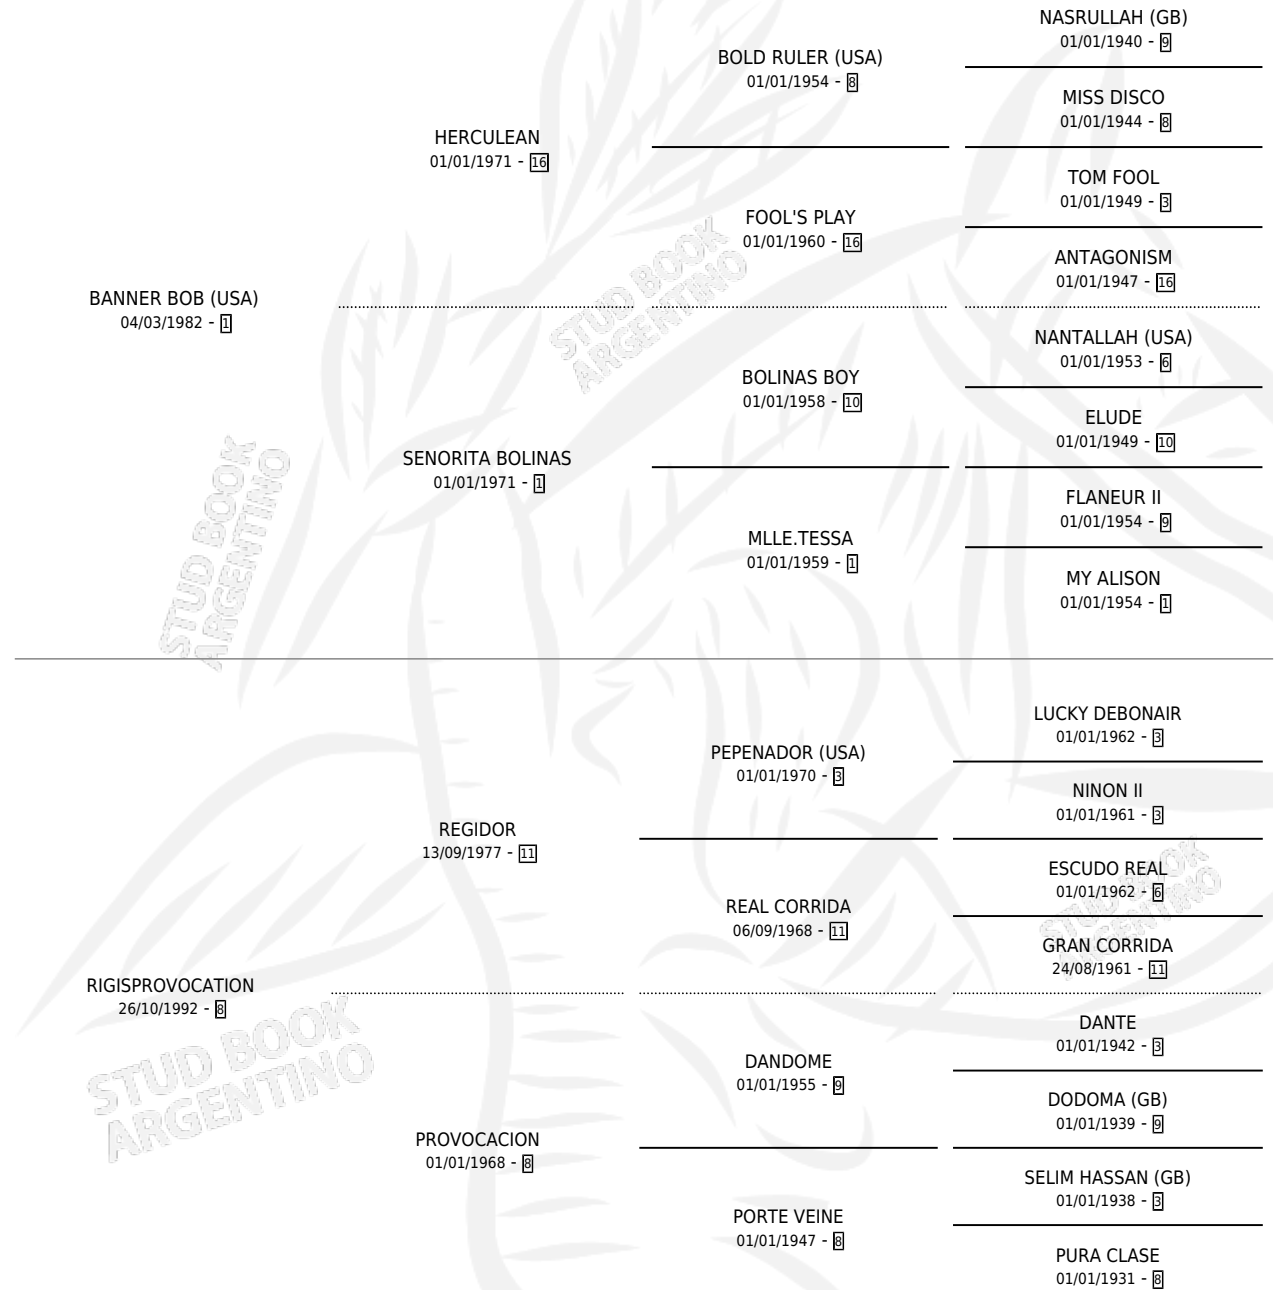 NASRULLAH (GB)
01/01/1940 - 9
BOLD RULER (USA)
01/01/1954 - 8
MISS DISCO
01/01/1944 - 8
HERCULEAN
01/01/1971 - 16
TOM FOOL
01/01/1949 - 3
FOOL'S PLAY
01/01/1960 - 16
ANTAGONISM
01/01/1947 - 16
BANNER BOB (USA)
04/03/1982 - 1
STUD BOOK
ARGENTINO
NANTALLAH (USA)
01/01/1953 - 6
BOLINAS BOY
01/01/1958 - 10
ELUDE
01/01/1949 - 10
SENORITA BOLINAS
01/01/1971 - 1
FLANEUR II
01/01/1954 - 9
MLLE.TESSA
01/01/1959 - 1
MY ALISON
01/01/1954 - 1
STUD BOOK
ARGENTINO
LUCKY DEBONAIR
01/01/1962 - 3
PEPENADOR (USA)
01/01/1970 - 3
NINON II
01/01/1961 - 3
REGIDOR
13/09/1977 - 11
ESCUDO REAL
01/01/1962 - 6
REAL CORRIDA
06/09/1968 - 11
GRAN CORRIDA
24/08/1961 - 11
STUD BOOK
ARGENTINO
RIGISPROVOCATION
26/10/1992 - 8
DANTE
01/01/1942 - 3
DANDOME
01/01/1955 - 9
DODOMA (GB)
01/01/1939 - 9
STUD BOOK
ARGENTINO
PROVOCACION
01/01/1968 - 8
SELIM HASSAN (GB)
01/01/1938 - 3
PORTE VEINE
01/01/1947 - 8
PURA CLASE
01/01/1931 - 8